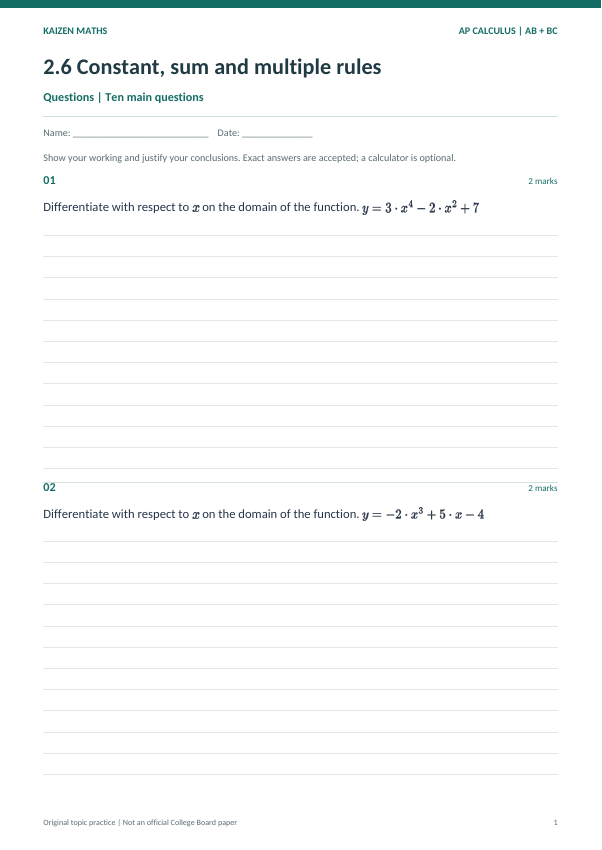 KAIZEN MATHS
AP CALCULUS | AB + BC
2.6 Constant, sum and multiple rules
Questions | Ten main questions
Name: ____________________________ Date: ______________
Show your working and justify your conclusions. Exact answers are accepted; a calculator is optional.
01
2 marks
Differentiate with respect to x on the domain of the function. y = 3 · x⁴ − 2 · x² + 7
02
2 marks
Differentiate with respect to x on the domain of the function. y = −2 · x³ + 5 · x − 4
Original topic practice | Not an official College Board paper
1